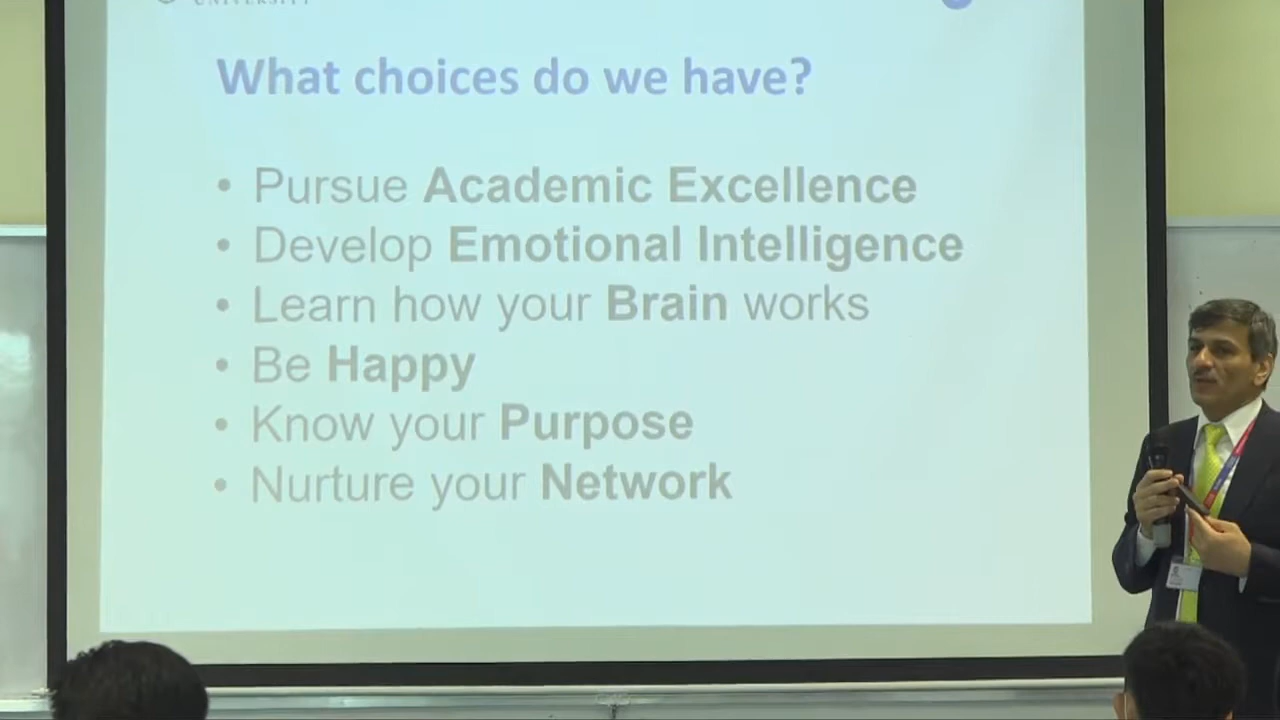 UNIVERSITY
What choices do we have?
• Pursue Academic Excellence
• Develop Emotional Intelligence
• Learn how your Brain works
• Be Happy
• Know your Purpose
• Nurture your Network